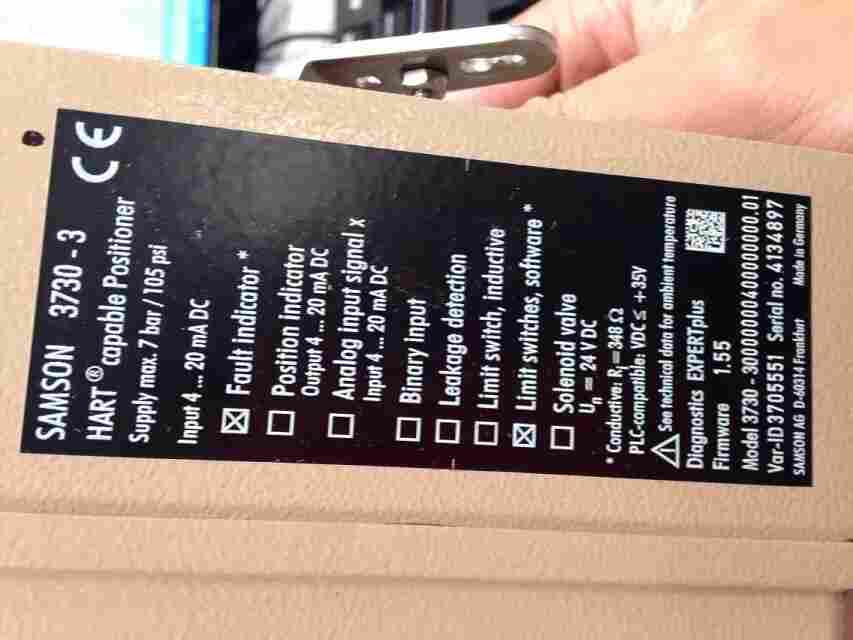 SAMSON 3730 - 3
HART® capable Positioner
CE
Supply max. 7 bar / 105 psi
Input 4 ... 20 mA DC
☒ Fault indicator *
☐ Position indicator
Output 4 ... 20 mA DC
☐ Analog input signal x
Input 4 ... 20 mA DC
☐ Binary input
☐ Leakage detection
☐ Limit switch, inductive
☒ Limit switches, software *
☐ Solenoid valve
Un = 24 V DC
* Conductive: Ri = 348 Ω
PLC-compatible: VDC ≤ +35V
See technical data for ambient temperature
Diagnostics EXPERTplus
Firmware 1.55
Model 3730 - 30000000400000000.01
Var-ID 3705551 Serial no. 4134897
SAMSON AG D-60314 Frankfurt Made in Germany